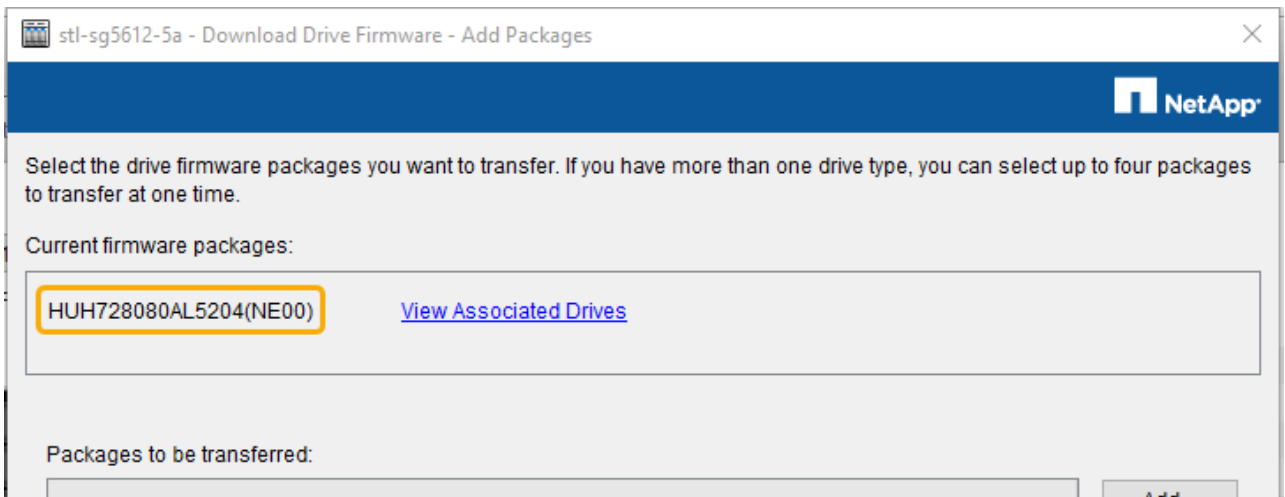 stl-sg5612-5a - Download Drive Firmware - Add Packages
NetApp
Select the drive firmware packages you want to transfer. If you have more than one drive type, you can select up to four packages
to transfer at one time.
Current firmware packages:
HUH728080AL5204(NE00) View Associated Drives
Packages to be transferred: